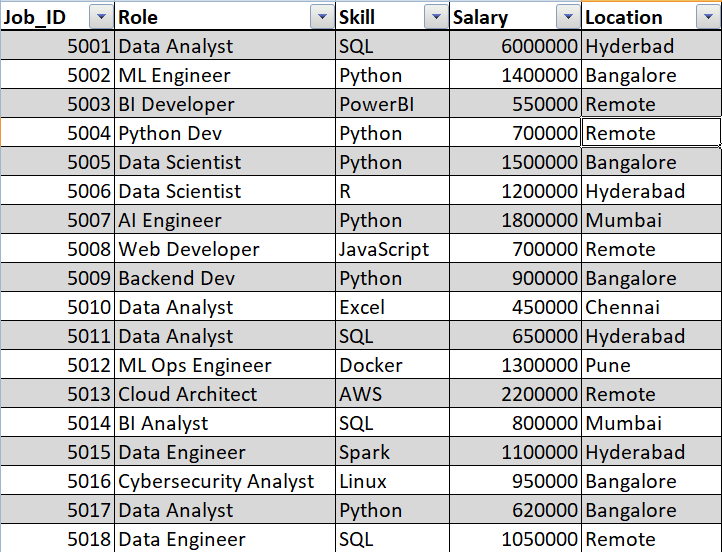 Job_ID Role Skill Salary Location
5001 Data Analyst SQL 6000000 Hyderbad
5002 ML Engineer Python 1400000 Bangalore
5003 BI Developer PowerBI 550000 Remote
5004 Python Dev Python 700000 Remote
5005 Data Scientist Python 1500000 Bangalore
5006 Data Scientist R 1200000 Hyderabad
5007 AI Engineer Python 1800000 Mumbai
5008 Web Developer JavaScript 700000 Remote
5009 Backend Dev Python 900000 Bangalore
5010 Data Analyst Excel 450000 Chennai
5011 Data Analyst SQL 650000 Hyderabad
5012 ML Ops Engineer Docker 1300000 Pune
5013 Cloud Architect AWS 2200000 Remote
5014 BI Analyst SQL 800000 Mumbai
5015 Data Engineer Spark 1100000 Hyderabad
5016 Cybersecurity Analyst Linux 950000 Bangalore
5017 Data Analyst Python 620000 Bangalore
5018 Data Engineer SQL 1050000 Remote